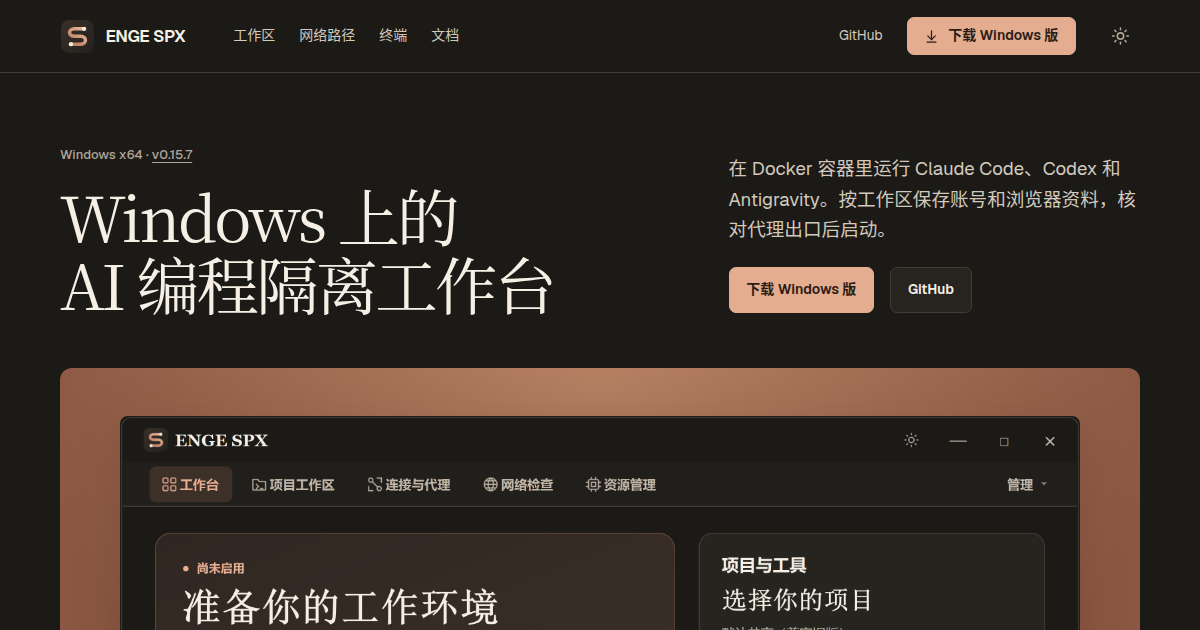 ENGE SPX
工作区
网络路径
终端
文档
GitHub
下载 Windows 版
Windows x64 · v0.15.7
Windows 上的
AI 编程隔离工作台
在 Docker 容器里运行 Claude Code、Codex 和
Antigravity。按工作区保存账号和浏览器资料，核
对代理出口后启动。
下载 Windows 版
GitHub
ENGE SPX
工作台
项目工作区
连接与代理
网络检查
资源管理
管理
尚未启用
准备你的工作环境
项目与工具
选择你的项目